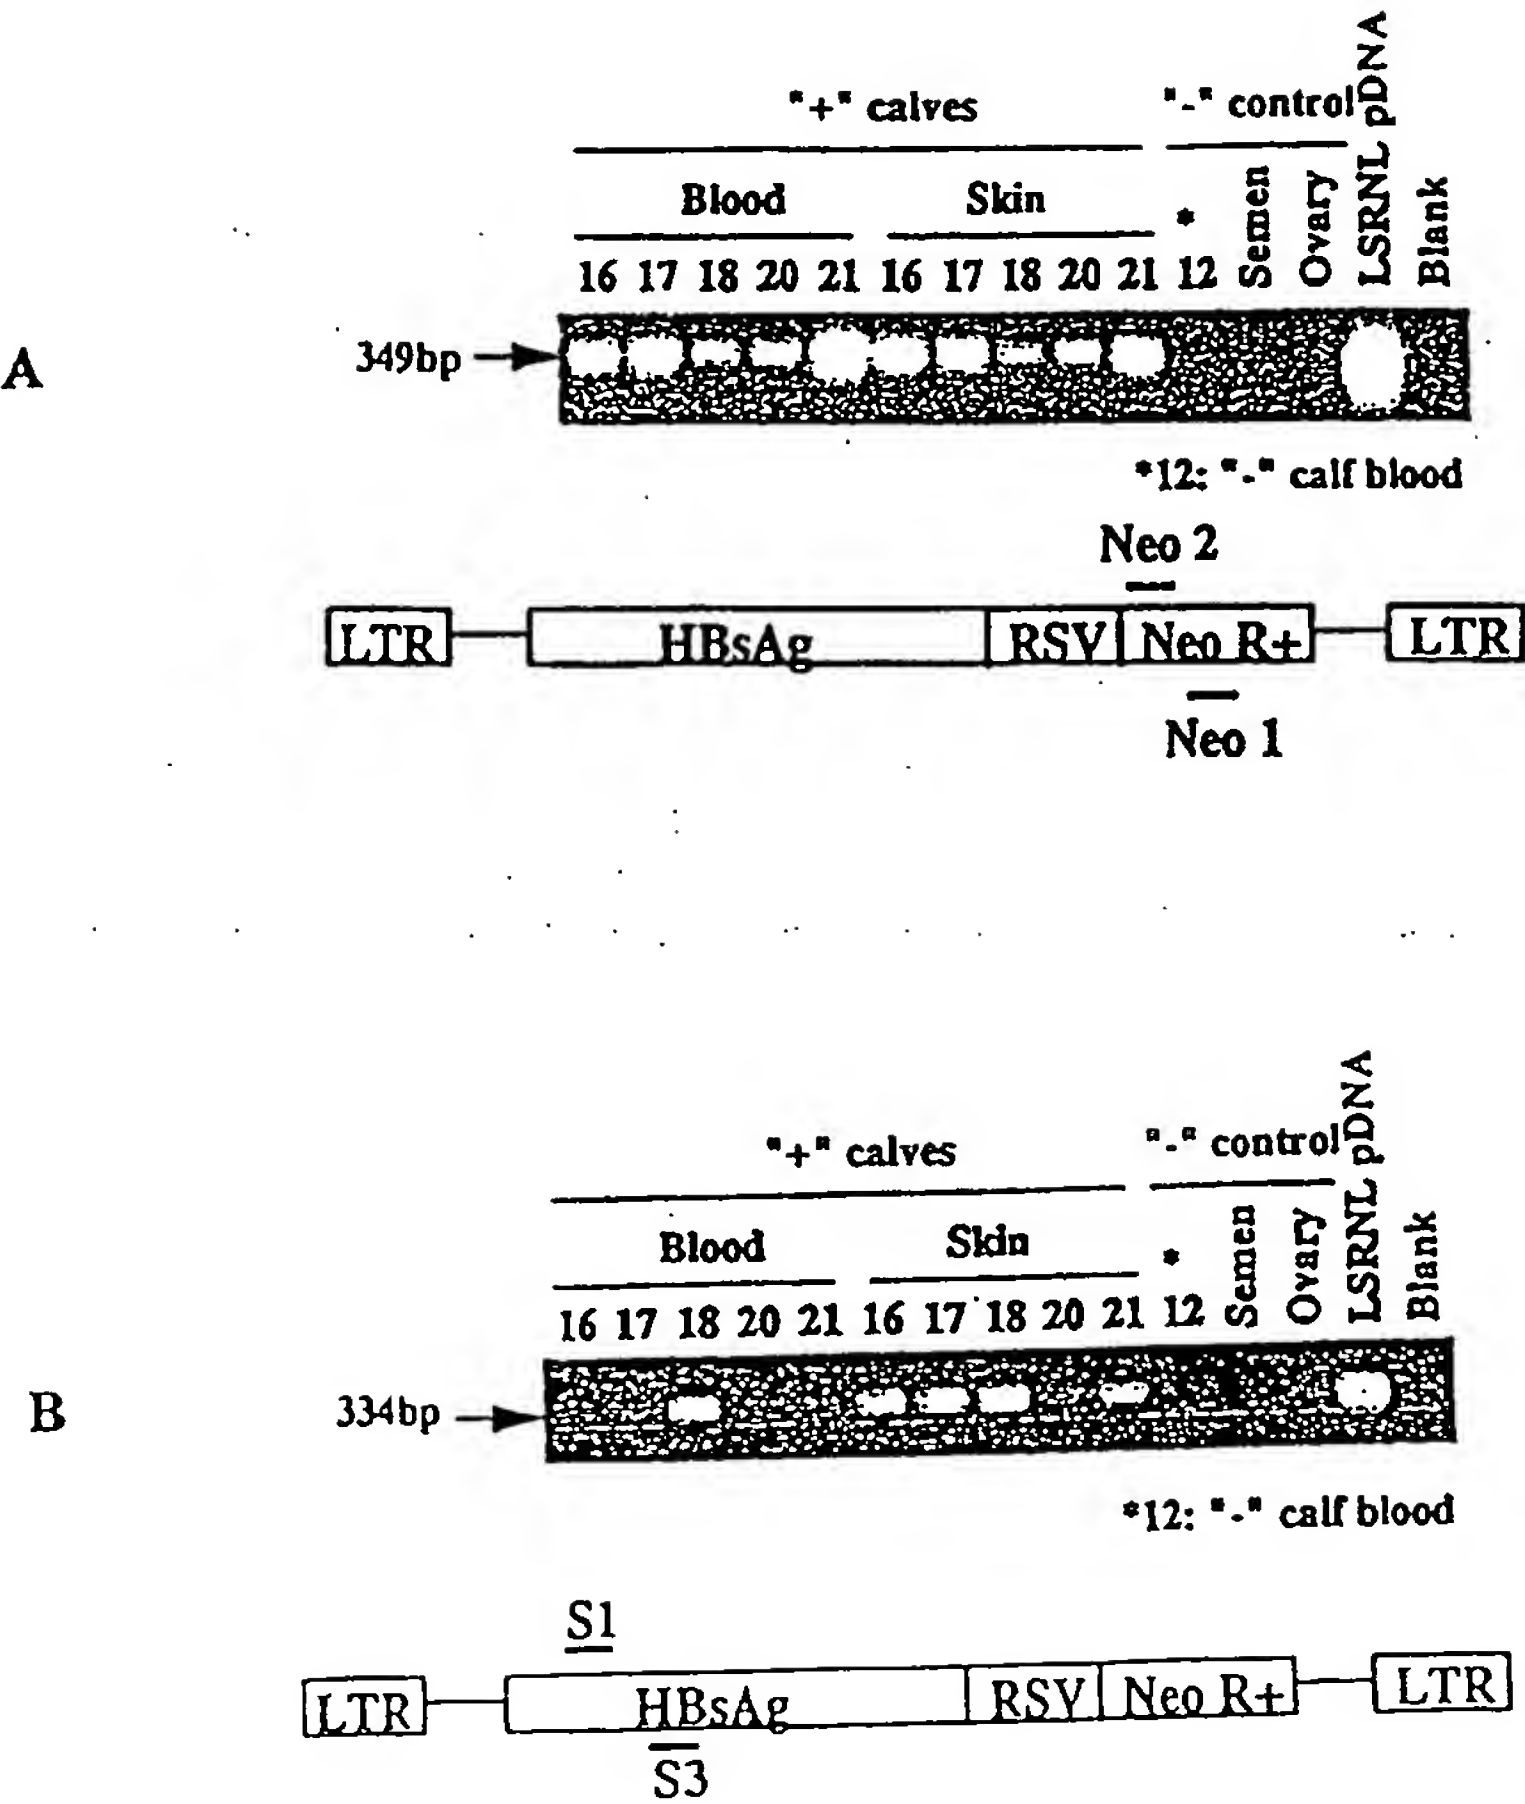 "+" calves
"-" control
LSRNL pDNA
Blood
Skin
*
Semen
Ovary
Blank
16 17 18 20 21 16 17 18 20 21 12
A
349bp
*12: "-" calf blood
Neo 2
LTR HBsAg RSV Neo R+ LTR
Neo 1
"+" calves
"-" control
LSRNL pDNA
Blood
Skin
*
Semen
Ovary
Blank
16 17 18 20 21 16 17 18 20 21 12
B
334bp
*12: "-" calf blood
S1
LTR HBsAg RSV Neo R+ LTR
S3